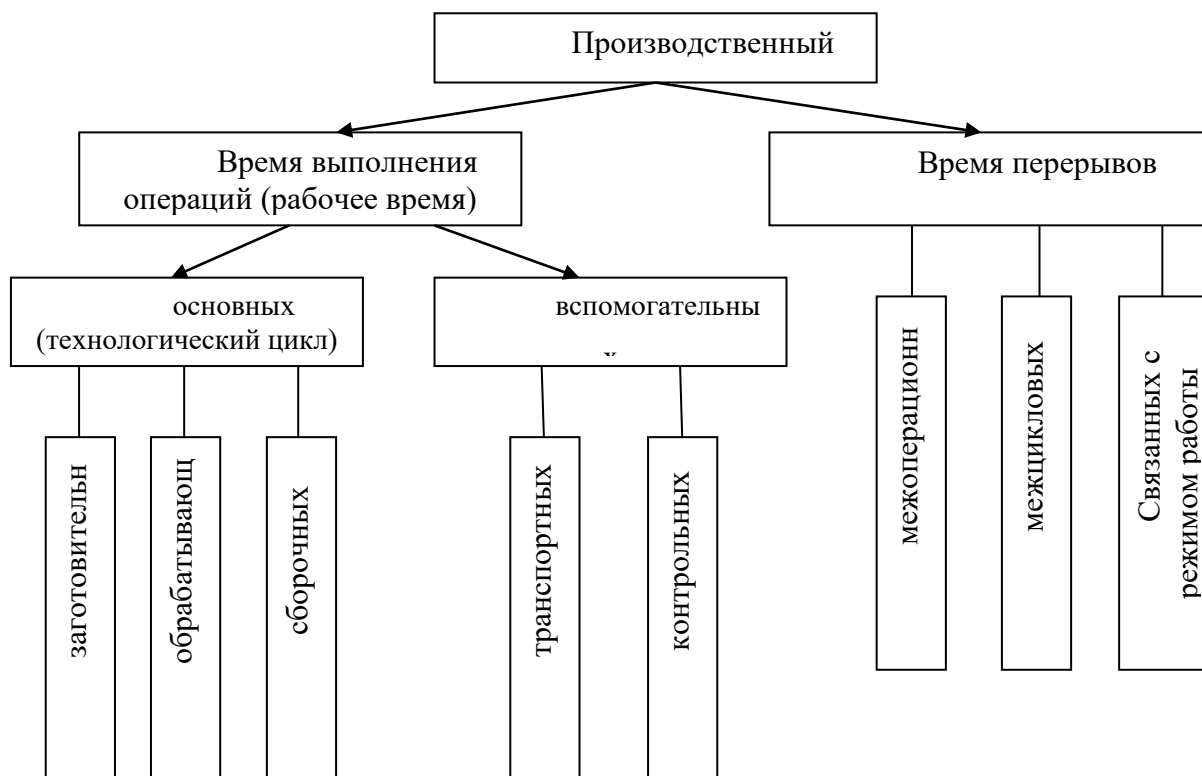 Производственный
Время выполнения
операций (рабочее время)
Время перерывов
основных
(технологический цикл)
вспомогательны
х
заготовительн
обрабатывающ
сборочных
транспортных
контрольных
межоперационн
межцикловых
Связанных с
режимом работы